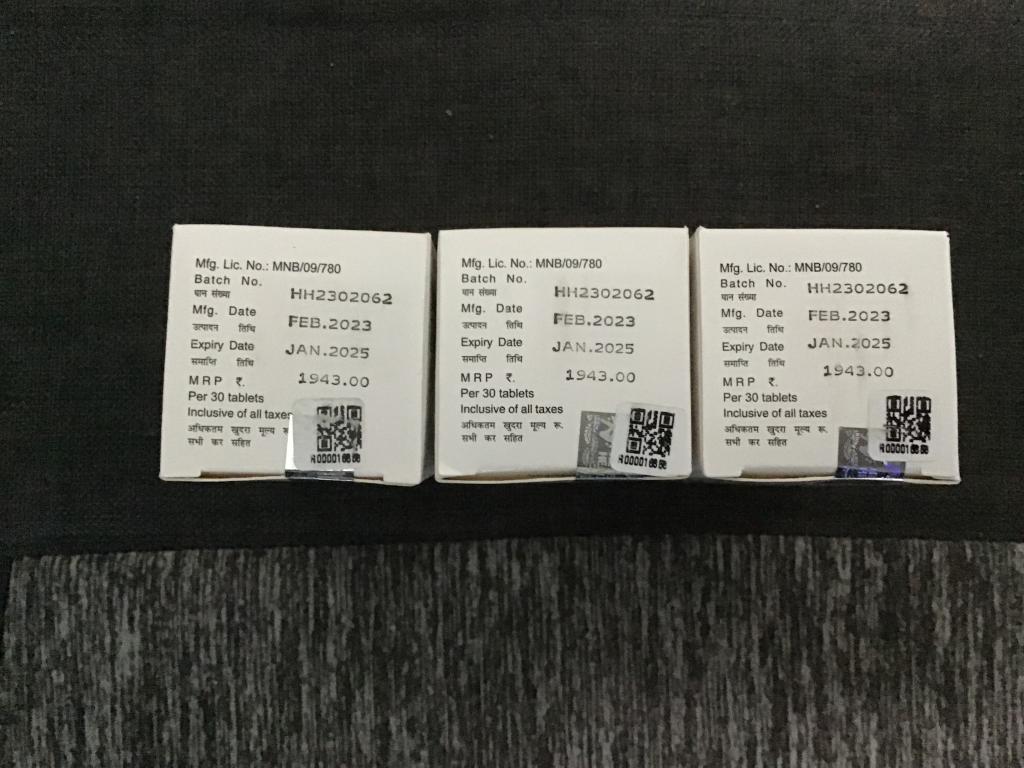 Mfg. Lic. No.: MNB/09/780
Batch No. HH2302062
घान संख्या
Mfg. Date FEB.2023
उत्पादन तिथि
Expiry Date JAN.2025
समाप्ति तिथि
MRP ₹. 1943.00
Per 30 tablets
Inclusive of all taxes
अधिकतम खुदरा मूल्य रू.
सभी कर सहित
Mfg. Lic. No.: MNB/09/780
Batch No. HH2302062
घान संख्या
Mfg. Date FEB.2023
उत्पादन तिथि
Expiry Date JAN.2025
समाप्ति तिथि
MRP ₹. 1943.00
Per 30 tablets
Inclusive of all taxes
अधिकतम खुदरा मूल्य रू.
सभी कर सहित
Mfg. Lic. No.: MNB/09/780
Batch No. HH2302062
घान संख्या
Mfg. Date FEB.2023
उत्पादन तिथि
Expiry Date JAN.2025
समाप्ति तिथि
MRP ₹. 1943.00
Per 30 tablets
Inclusive of all taxes
अधिकतम खुदरा मूल्य रू.
सभी कर सहित